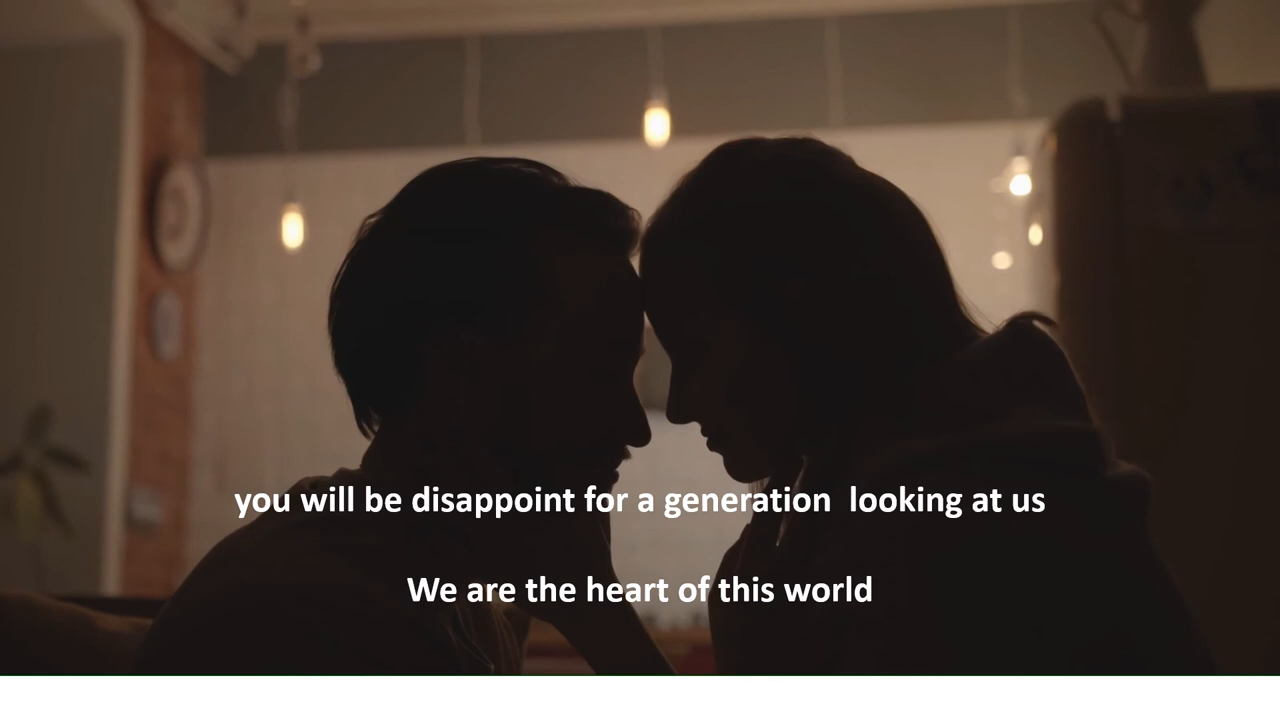 you will be disappoint for a generation  looking at us
We are the heart of this world